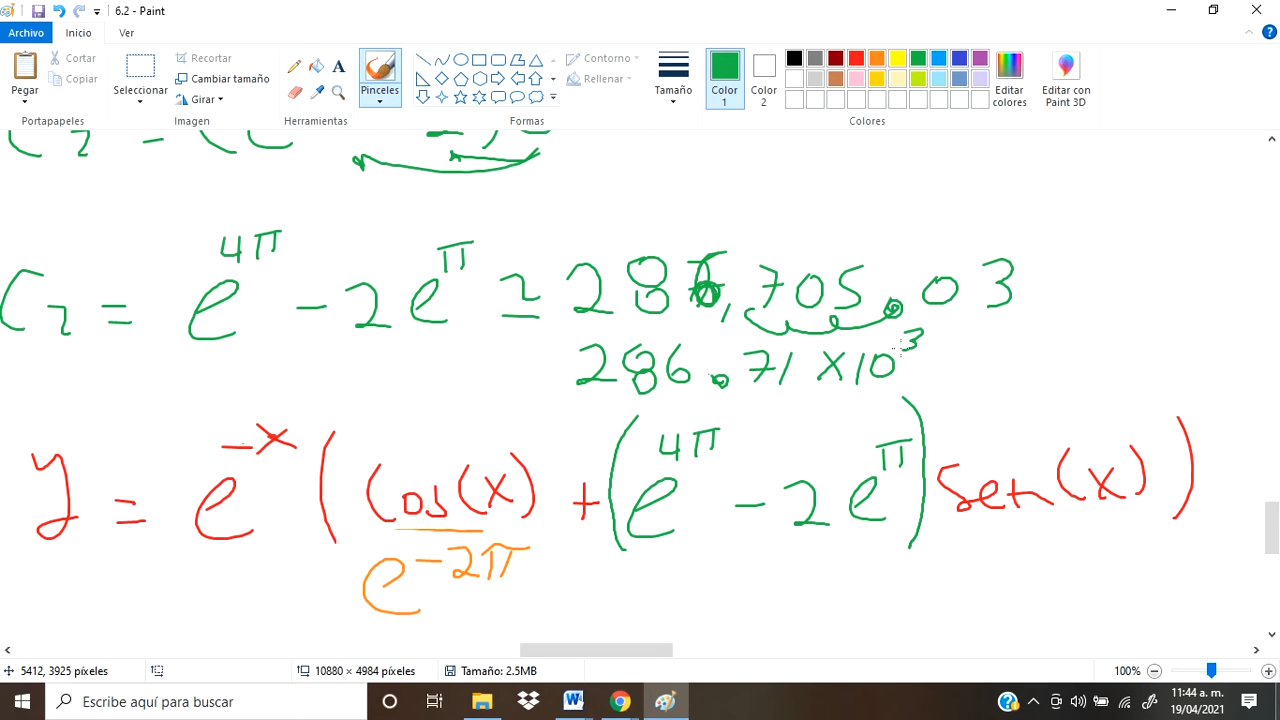 6.2 - Paint
Archivo Inicio Ver
Pegar
Cortar
Copiar
Portapapeles
Seleccionar
Recortar
Cambiar tamaño
Girar
Imagen
Pinceles
Herramientas
Contorno
Rellenar
Formas
Tamaño
Color 1
Color 2
Editar colores
Editar con Paint 3D
Colores
C₂ = e^{4π} - 2e^{π} ≃ 286,705.03
286.71 ×10³
y = e^{-x} (cos(x) + (e^{4π} - 2e^{π}) sen(x))
e^{-2π}
5412, 3925 píxeles 10880 × 4984 píxeles Tamaño: 2.5MB 100%
Escribe aquí para buscar
11:44 a. m.
19/04/2021